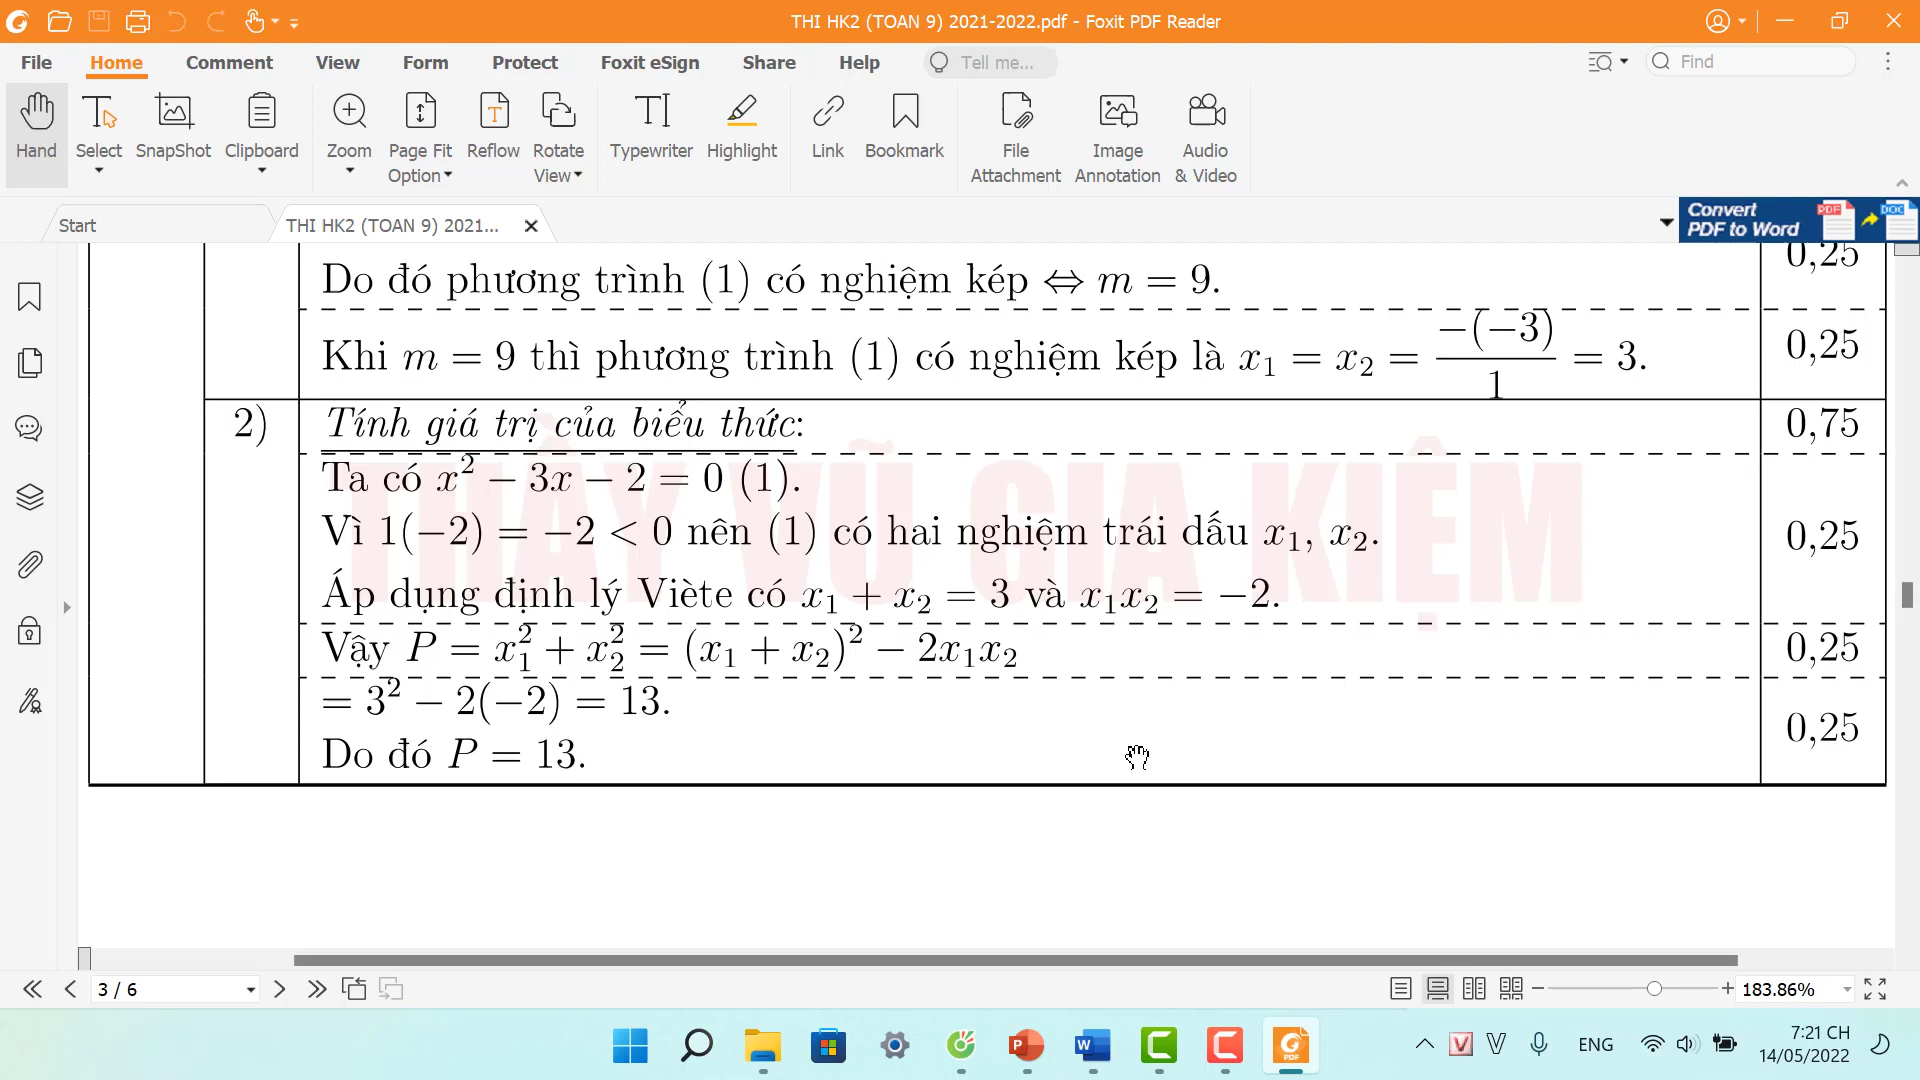 THI HK2 (TOAN 9) 2021-2022.pdf - Foxit PDF Reader
File Home Comment View Form Protect Foxit eSign Share Help Tell me... Find
Hand Select SnapShot Clipboard Zoom Page Fit Option Reflow Rotate View Typewriter Highlight Link Bookmark File Attachment Image Annotation Audio & Video
Start THI HK2 (TOAN 9) 2021... Convert PDF to Word PDF DOC
0,25
Do đó phương trình (1) có nghiệm kép ⇔ m = 9.
Khi m = 9 thì phương trình (1) có nghiệm kép là x₁ = x₂ = −(−3)/1 = 3. 0,25
2) Tính giá trị của biểu thức: 0,75
Ta có x² − 3x − 2 = 0 (1).
Vì 1(−2) = −2 < 0 nên (1) có hai nghiệm trái dấu x₁, x₂. 0,25
Áp dụng định lý Viète có x₁ + x₂ = 3 và x₁x₂ = −2.
Vậy P = x₁² + x₂² = (x₁ + x₂)² − 2x₁x₂ 0,25
= 3² − 2(−2) = 13.
0,25
Do đó P = 13.
THẦY VŨ GIA KIỆM
3 / 6 183.86%
ENG 7:21 CH
14/05/2022